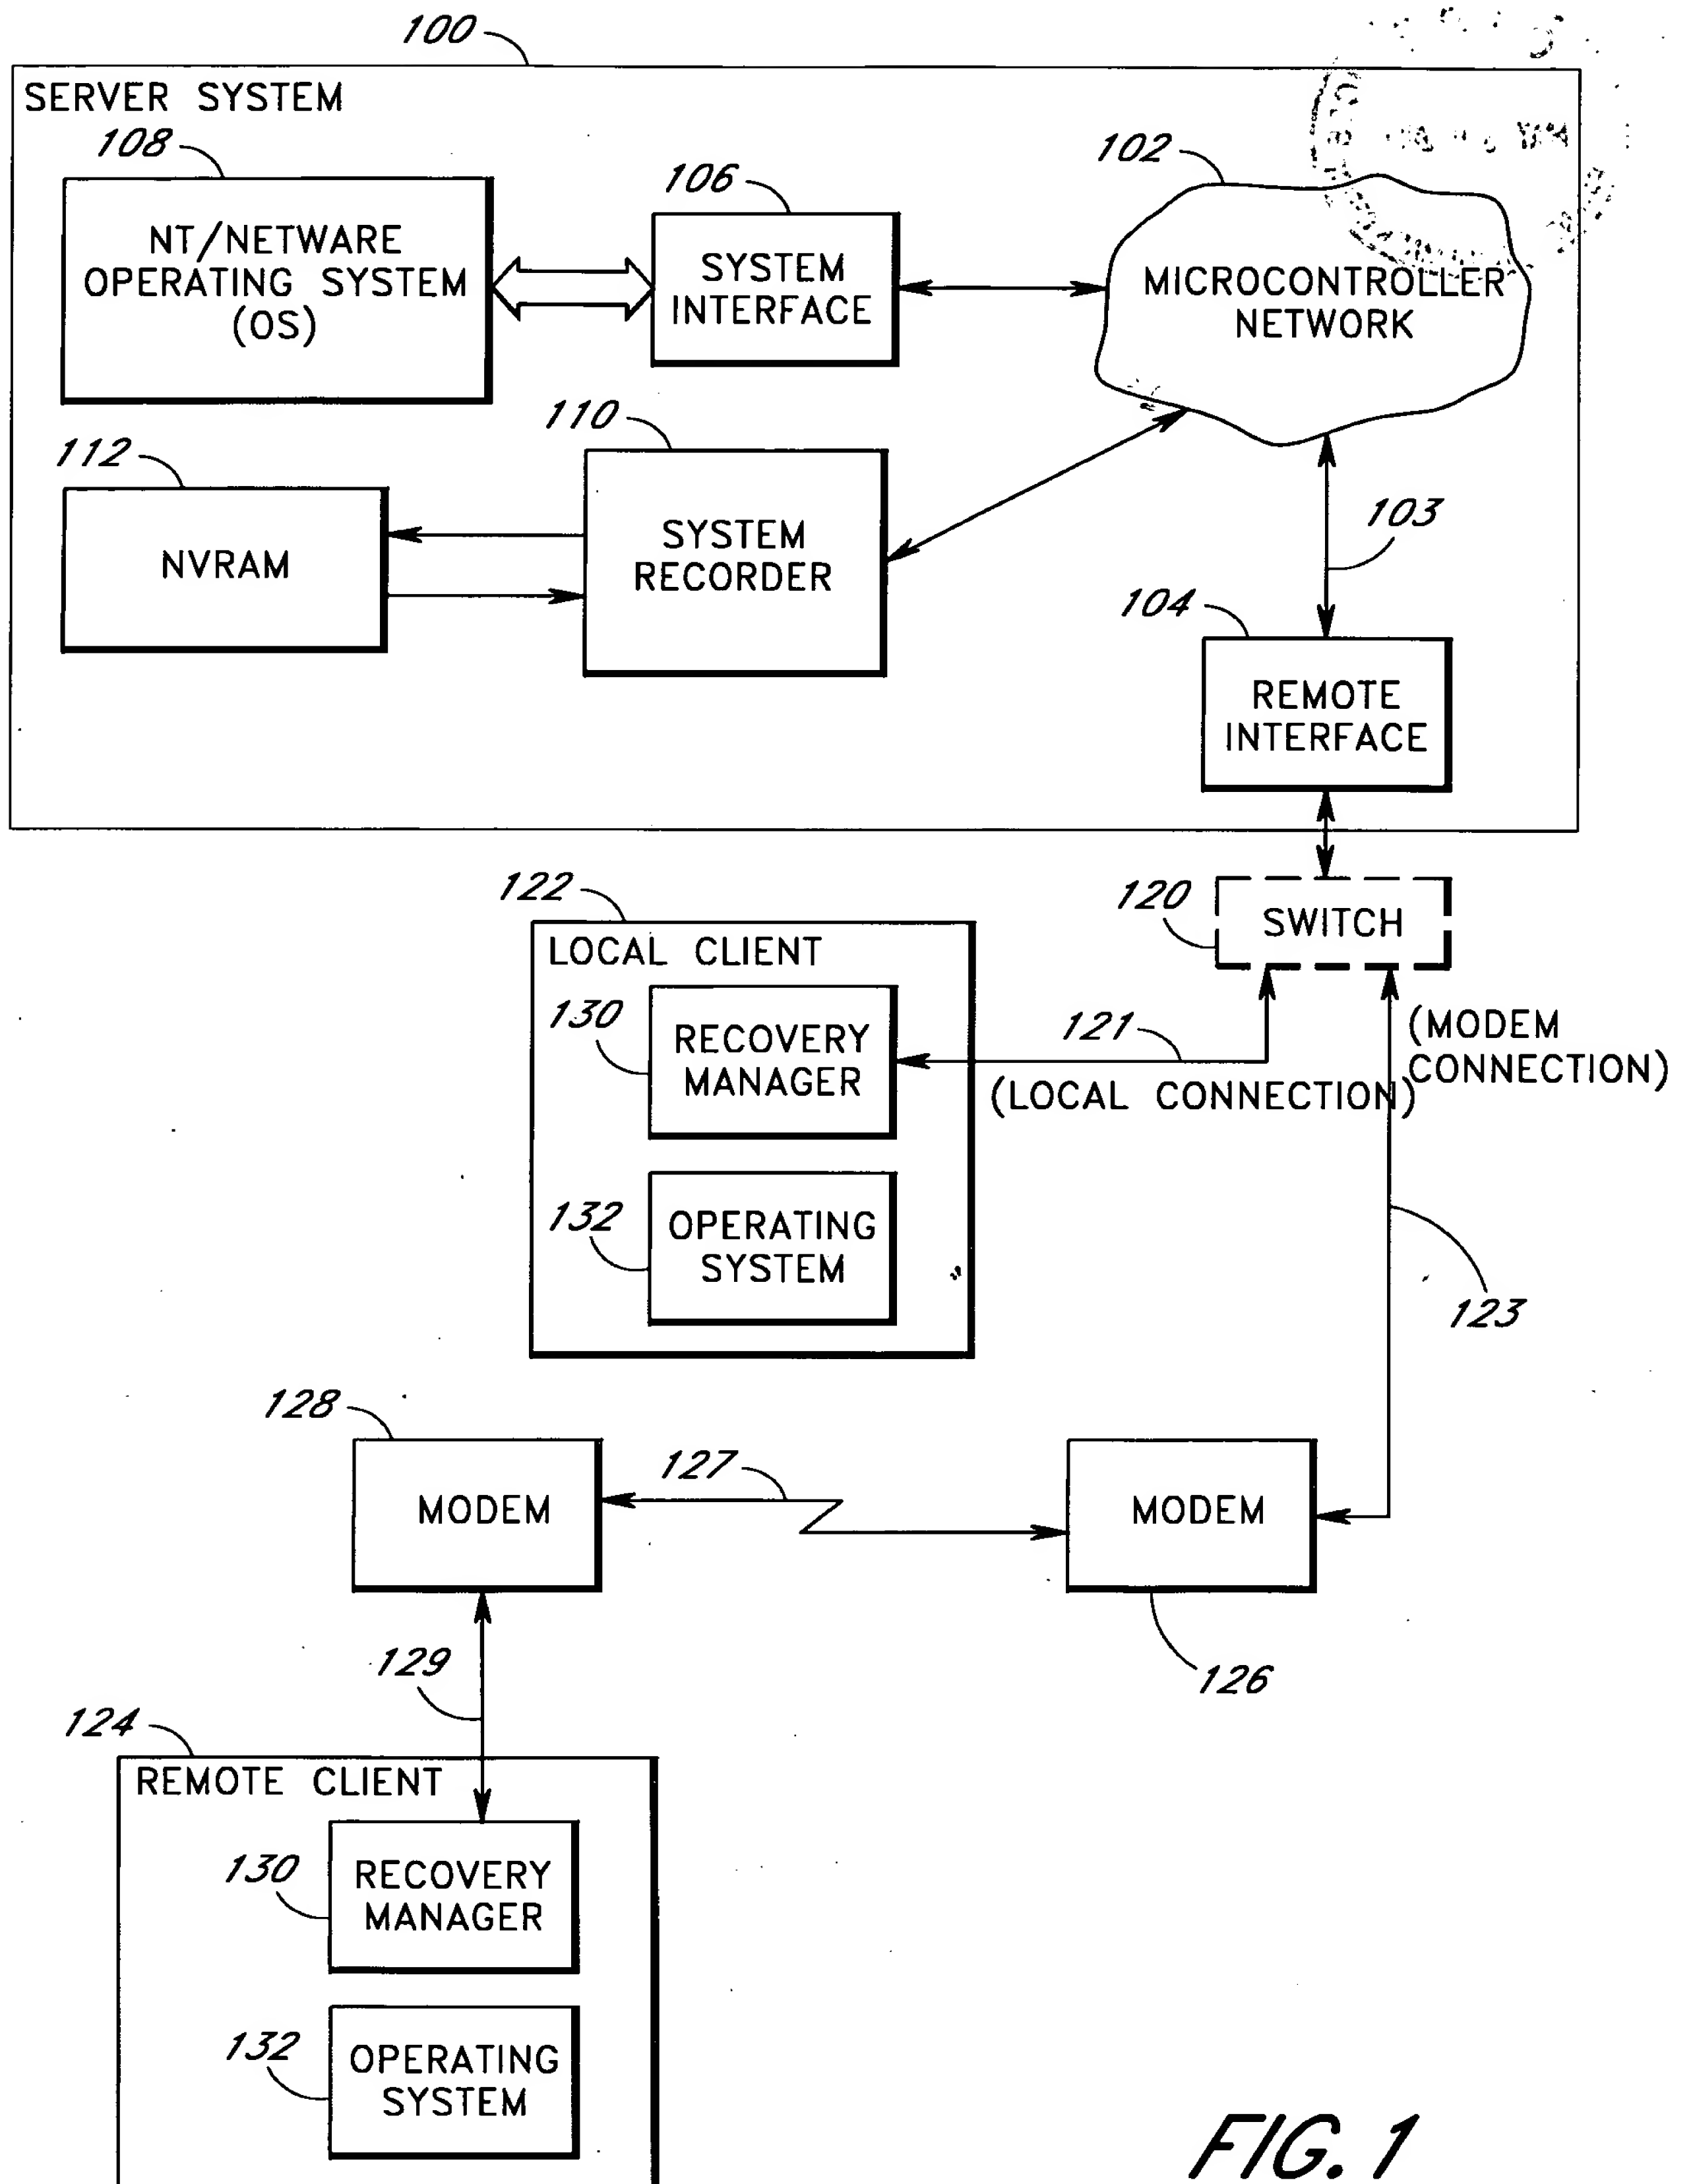 100
SERVER SYSTEM
108
106
102
NT/NETWARE
OPERATING SYSTEM
(OS)
SYSTEM
INTERFACE
MICROCONTROLLER
NETWORK
110
112
103
SYSTEM
RECORDER
NVRAM
104
REMOTE
INTERFACE
122
120
SWITCH
LOCAL CLIENT
130
RECOVERY
MANAGER
121
(MODEM
CONNECTION)
(LOCAL CONNECTION)
132
OPERATING
SYSTEM
123
128
127
MODEM
MODEM
129
126
124
REMOTE CLIENT
130
RECOVERY
MANAGER
132
OPERATING
SYSTEM
FIG. 1